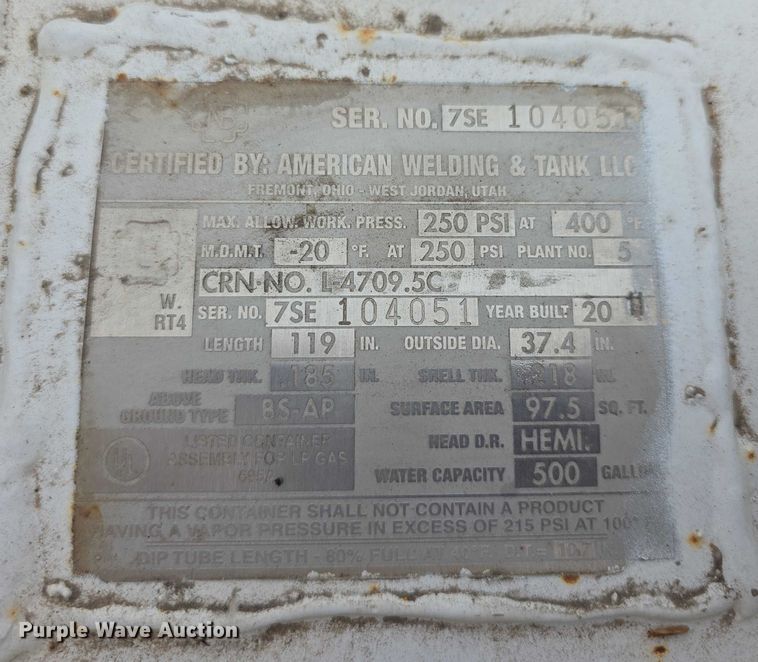 SER. NO. 7SE 104051
CERTIFIED BY: AMERICAN WELDING & TANK LLC
FREMONT, OHIO - WEST JORDAN, UTAH
MAX. ALLOW. WORK. PRESS. 250 PSI AT 400 °F.
M.D.M.T. -20 °F. AT 250 PSI PLANT NO. 5
CRN NO. L-4709.5C
W.
RT4
SER. NO. 7SE 104051 YEAR BUILT 20
LENGTH 119 IN. OUTSIDE DIA. 37.4 IN.
HEAD THK. .185 IN. SHELL THK. .218 IN.
ABOVE
GROUND TYPE BS-AP SURFACE AREA 97.5 SQ. FT.
UL
LISTED CONTAINER
ASSEMBLY FOR LP GAS
HEAD D.R. HEMI.
WATER CAPACITY 500 GALLON
THIS CONTAINER SHALL NOT CONTAIN A PRODUCT
HAVING A VAPOR PRESSURE IN EXCESS OF 215 PSI AT 100°
DIP TUBE LENGTH - 80% FULL AT 40°F. D.T.= 10.7
Purple Wave Auction